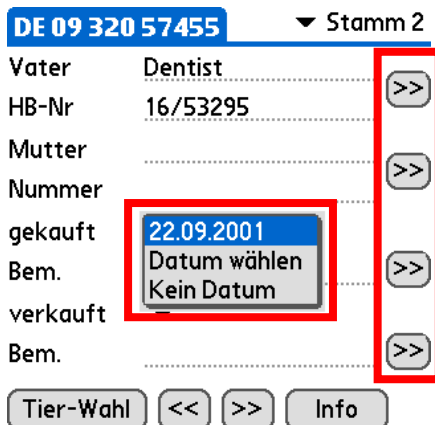 DE 09 320 57455 Stamm 2
Vater Dentist >>
HB-Nr 16/53295
Mutter >>
Nummer
gekauft 22.09.2001
Datum wählen
Bem. >>
Kein Datum
verkauft
Bem. >>
Tier-Wahl << >> Info